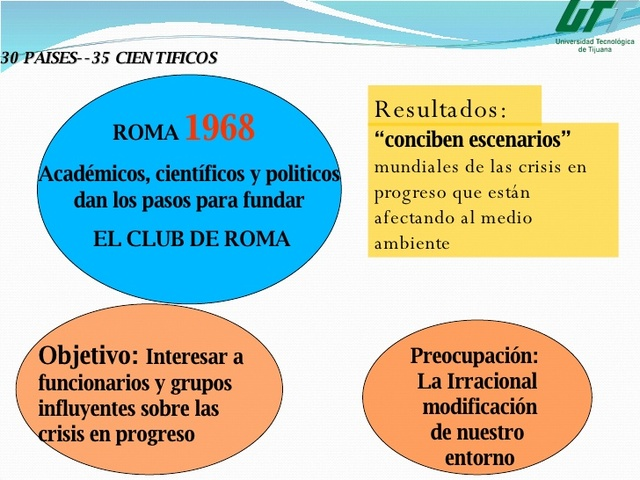 UTT
Universidad Tecnológica
de Tijuana
30 PAISES--35 CIENTIFICOS
ROMA 1968
Académicos, científicos y politicos
dan los pasos para fundar
EL CLUB DE ROMA
Resultados:
“conciben escenarios”
mundiales de las crisis en
progreso que están
afectando al medio
ambiente
Objetivo: Interesar a
funcionarios y grupos
influyentes sobre las
crisis en progreso
Preocupación:
La Irracional
modificación
de nuestro
entorno